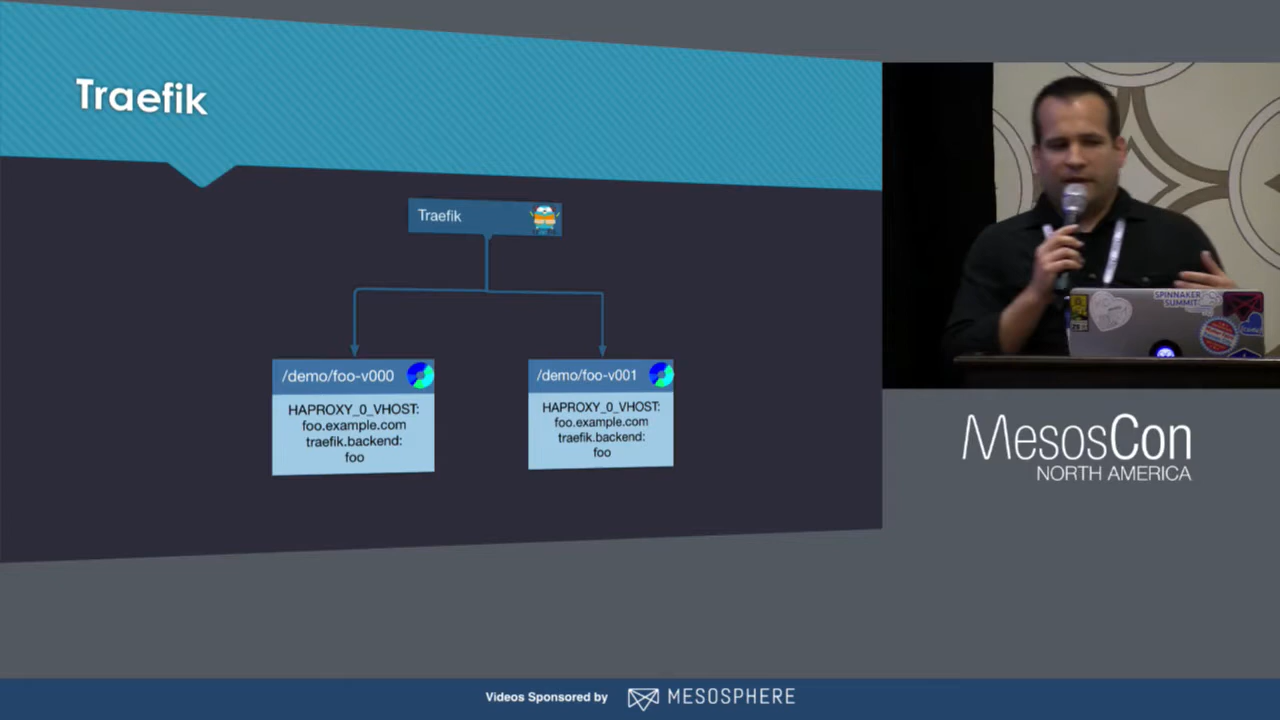 Traefik
Traefik
/demo/foo-v000
HAPROXY_0_VHOST:
foo.example.com
traefik.backend:
foo
/demo/foo-v001
HAPROXY_0_VHOST:
foo.example.com
traefik.backend:
foo
SPINNAKER
SUMMIT
MesosCon
NORTH AMERICA
Videos Sponsored by
MESOSPHERE